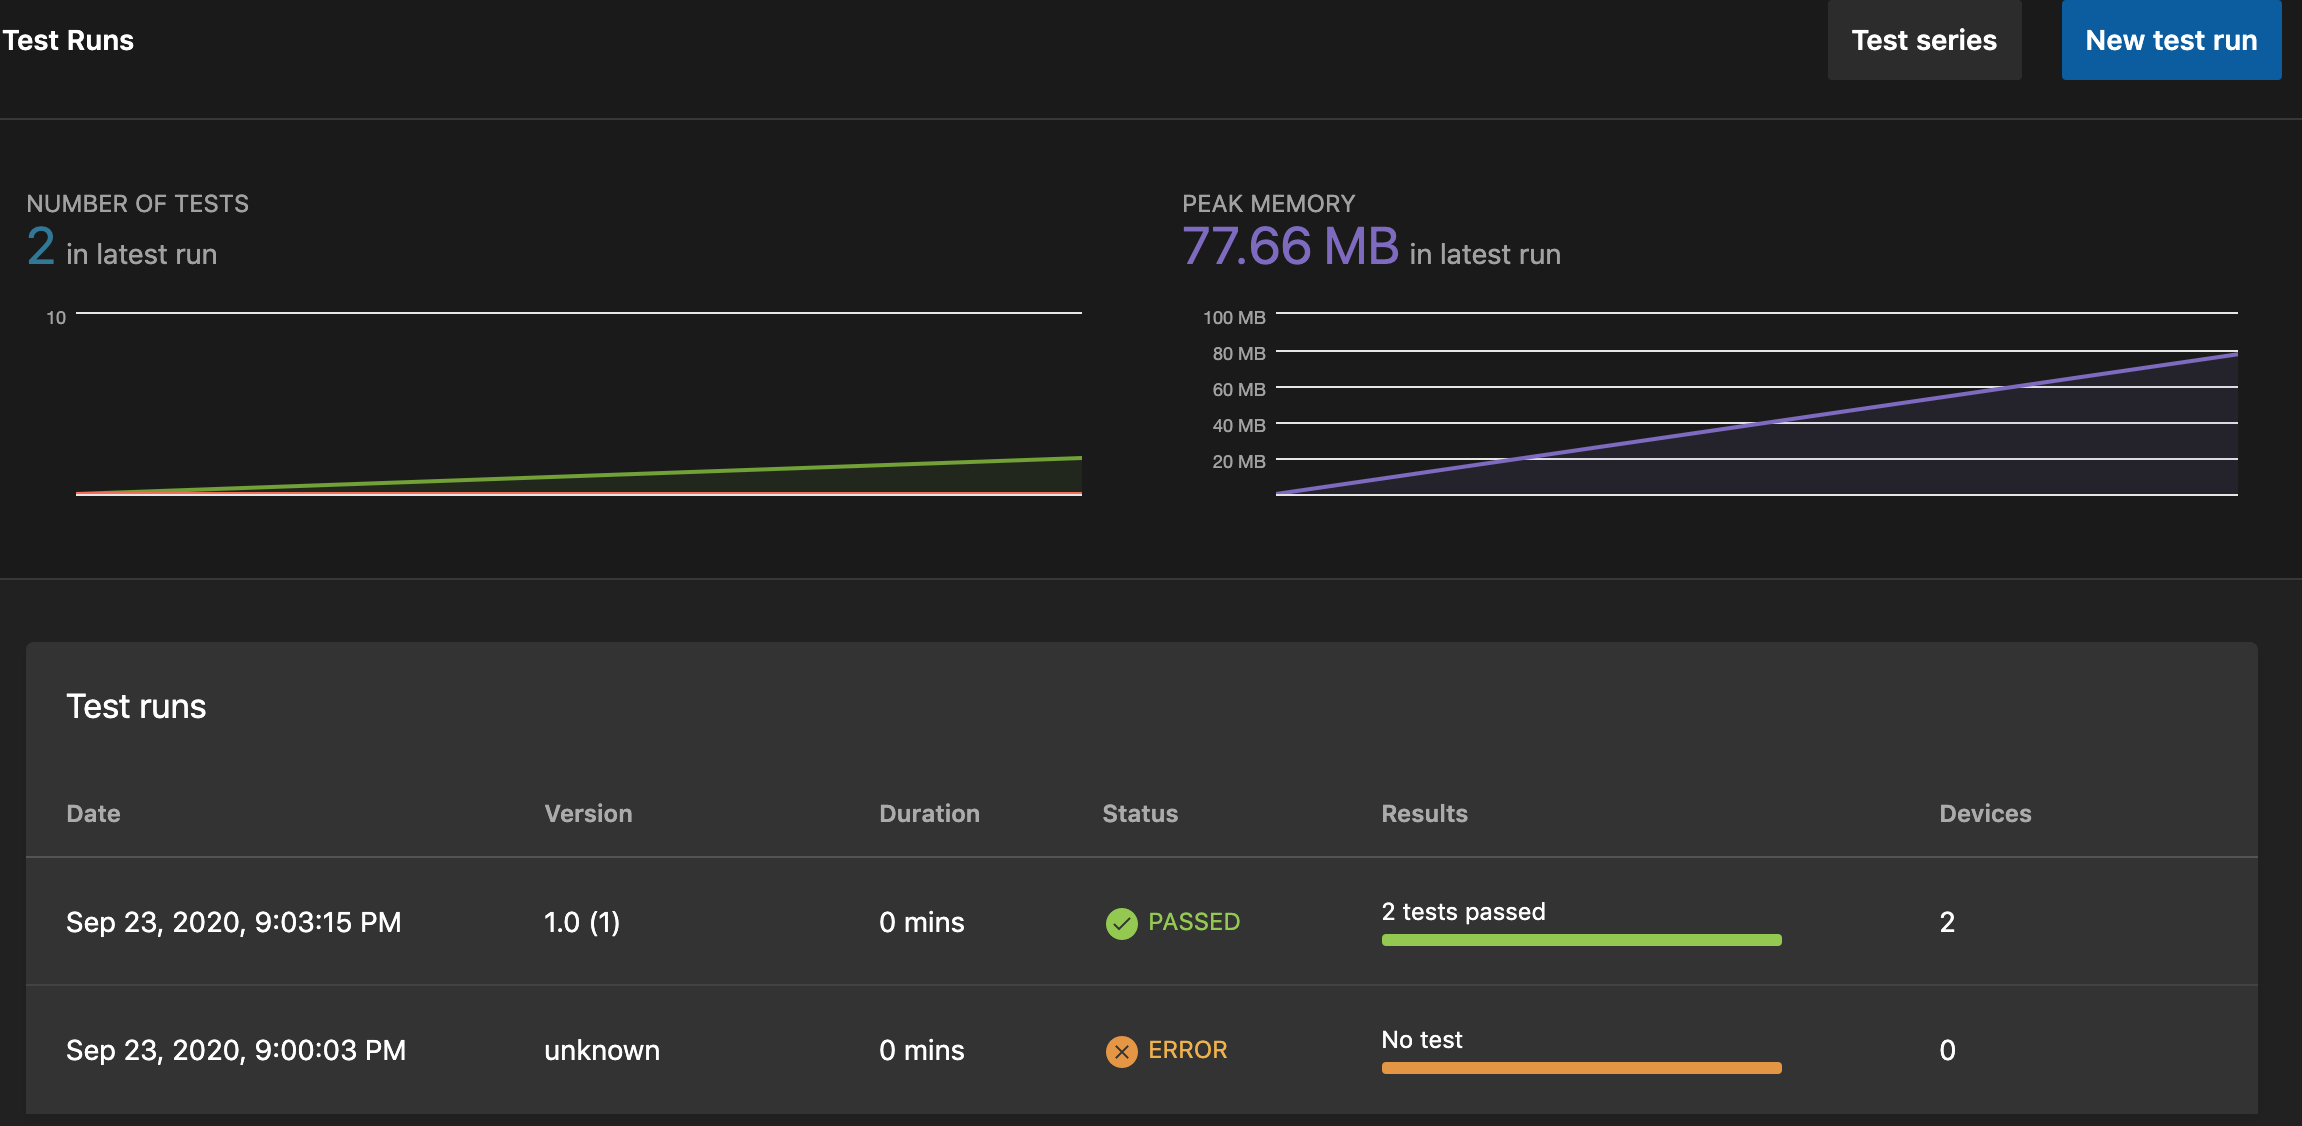 Test Runs
Test series
New test run
NUMBER OF TESTS
2 in latest run
10
PEAK MEMORY
77.66 MB in latest run
100 MB
80 MB
60 MB
40 MB
20 MB
Test runs
Date Version Duration Status Results Devices
Sep 23, 2020, 9:03:15 PM 1.0 (1) 0 mins PASSED 2 tests passed 2
Sep 23, 2020, 9:00:03 PM unknown 0 mins ERROR No test 0